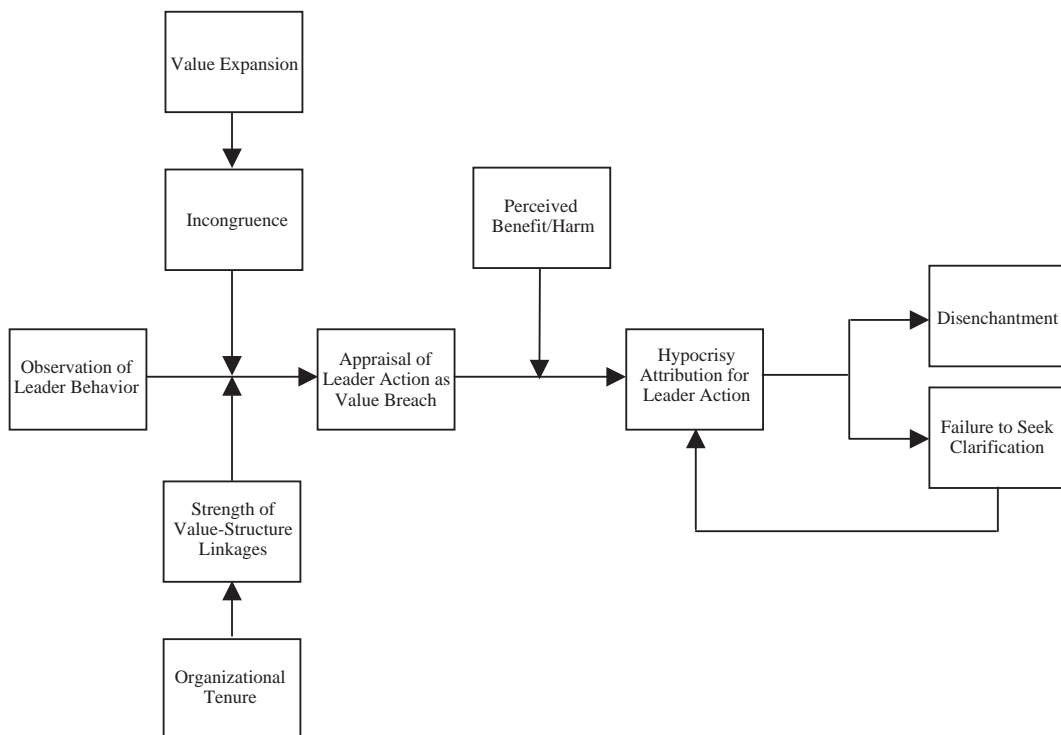 Value Expansion
Incongruence
Perceived
Benefit/Harm
Observation of
Leader Behavior
Appraisal of
Leader Action as
Value Breach
Hypocrisy
Attribution for
Leader Action
Disenchantment
Failure to Seek
Clarification
Strength of
Value-Structure
Linkages
Organizational
Tenure